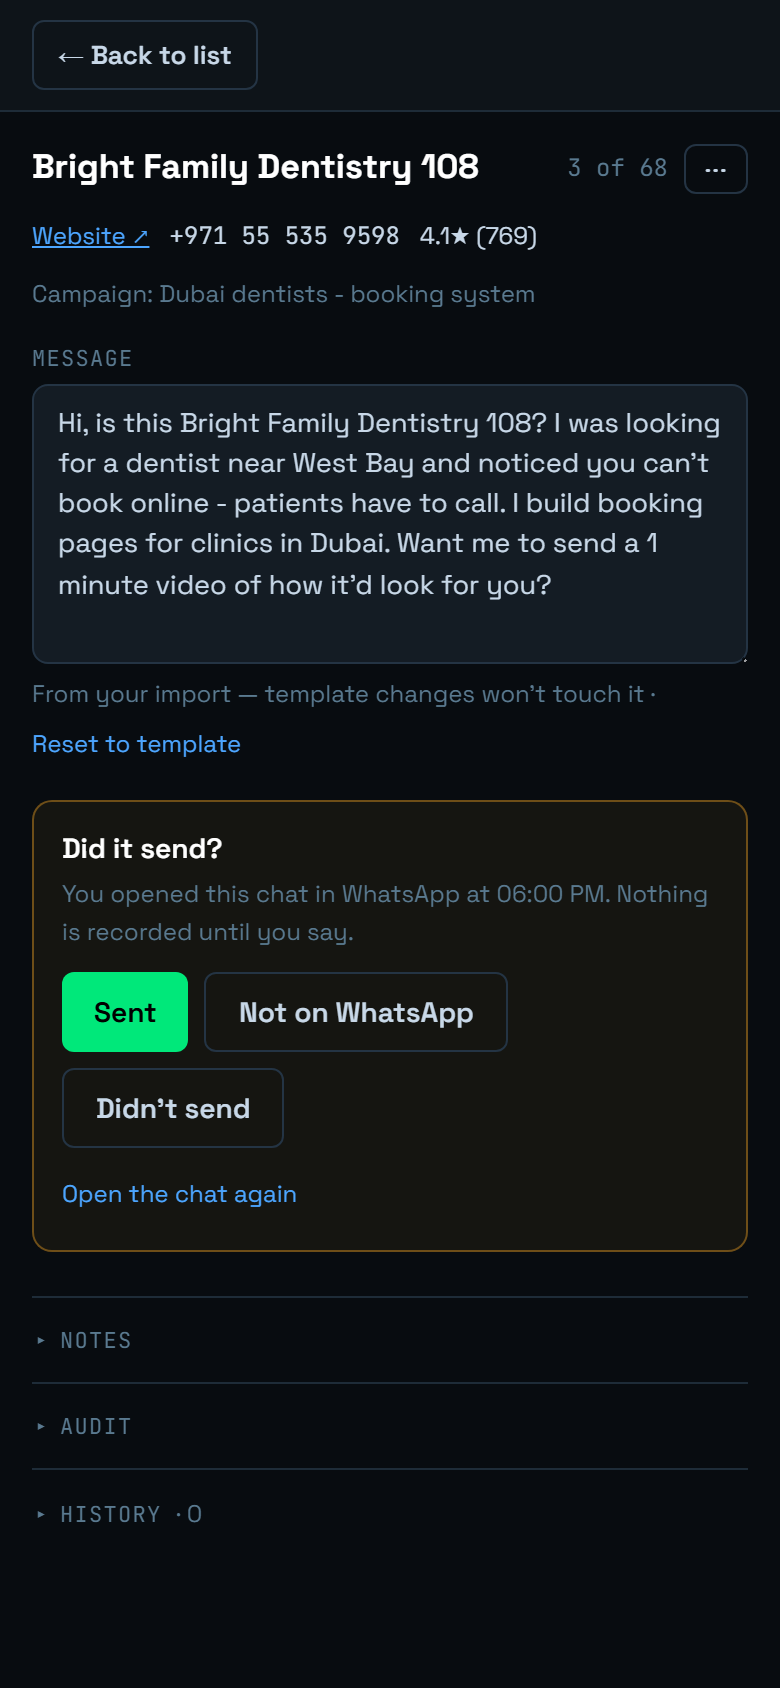 ← Back to list
Bright Family Dentistry 108
3 of 68
...
Website ↗ +971 55 535 9598 4.1★ (769)
Campaign: Dubai dentists - booking system
MESSAGE
Hi, is this Bright Family Dentistry 108? I was looking
for a dentist near West Bay and noticed you can't
book online - patients have to call. I build booking
pages for clinics in Dubai. Want me to send a 1
minute video of how it'd look for you?
From your import — template changes won't touch it ·
Reset to template
Did it send?
You opened this chat in WhatsApp at 06:00 PM. Nothing
is recorded until you say.
Sent
Not on WhatsApp
Didn't send
Open the chat again
▸ NOTES
▸ AUDIT
▸ HISTORY · 0